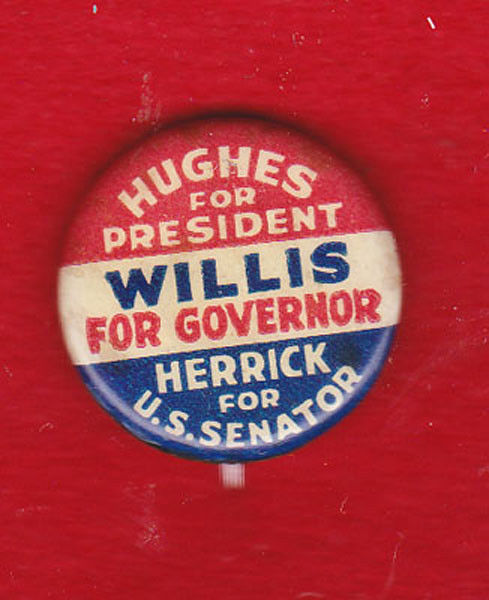 HUGHES
FOR
PRESIDENT
WILLIS
FOR GOVERNOR
HERRICK
FOR
U.S. SENATOR